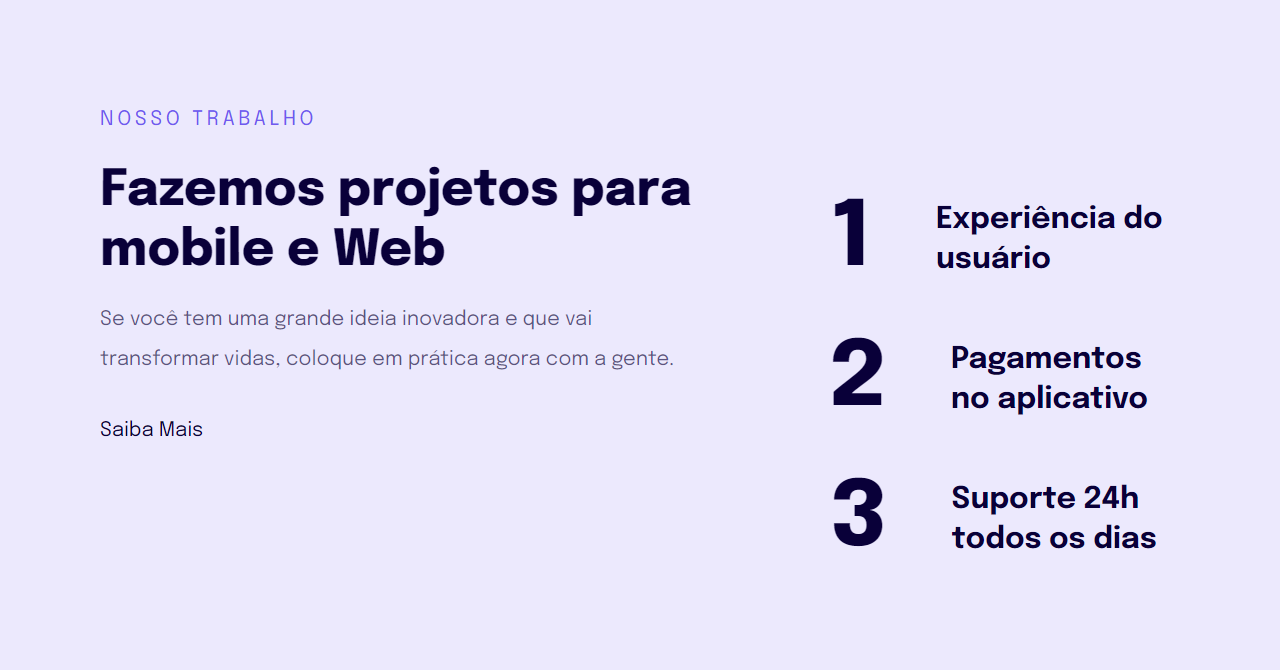 NOSSO TRABALHO
Fazemos projetos para
mobile e Web
Se você tem uma grande ideia inovadora e que vai
transformar vidas, coloque em prática agora com a gente.
Saiba Mais
1
Experiência do
usuário
2
Pagamentos
no aplicativo
3
Suporte 24h
todos os dias